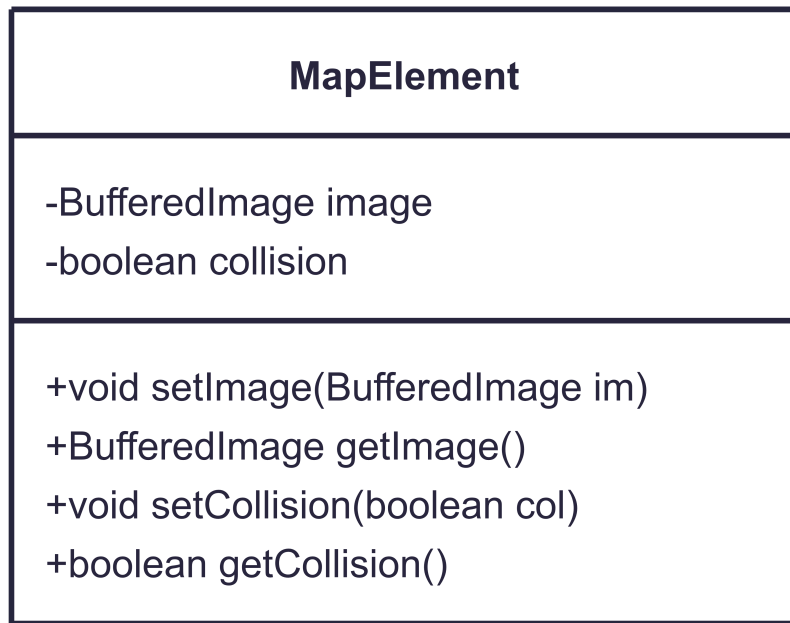 MapElement
-BufferedImage image
-boolean collision
+void setImage(BufferedImage im)
+BufferedImage getImage()
+void setCollision(boolean col)
+boolean getCollision()